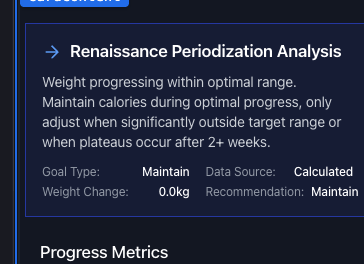 Renaissance Periodization Analysis
Weight progressing within optimal range.
Maintain calories during optimal progress, only
adjust when significantly outside target range or
when plateaus occur after 2+ weeks.
Goal Type: Maintain Data Source: Calculated
Weight Change: 0.0kg Recommendation: Maintain
Progress Metrics